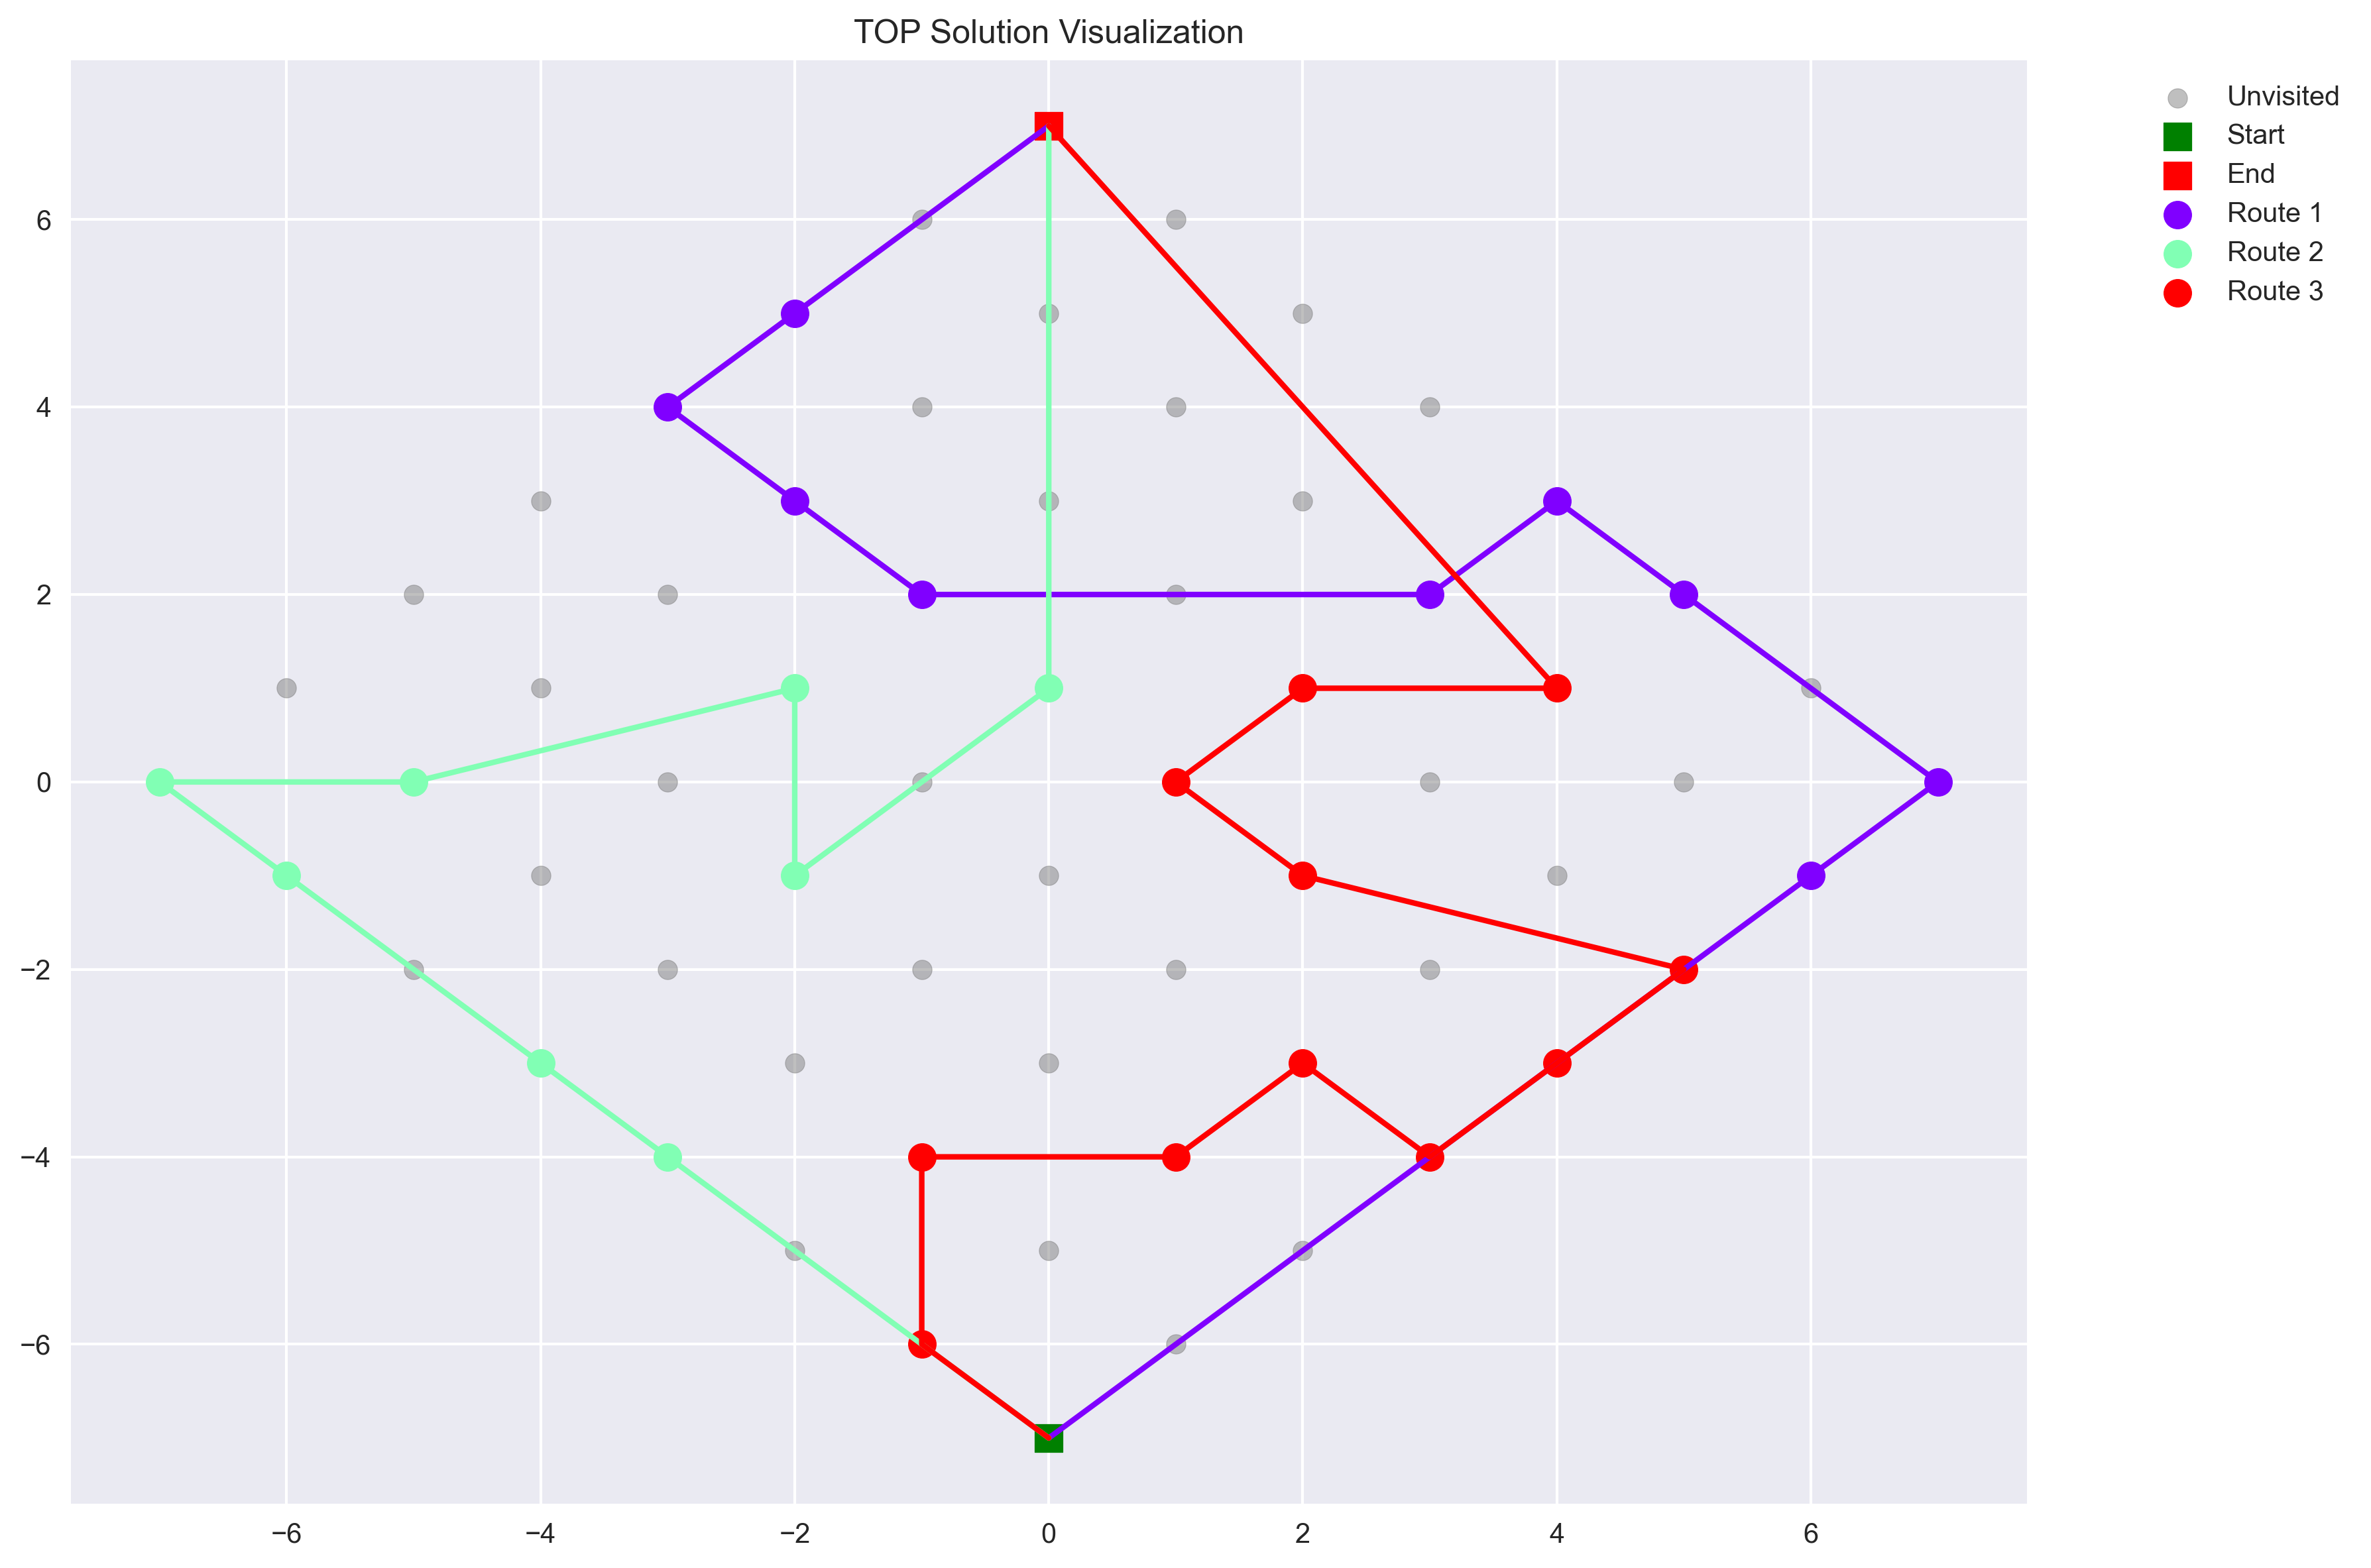 TOP Solution Visualization
Unvisited
Start
End
Route 1
Route 2
Route 3
6
4
2
0
−2
−4
−6
−6 −4 −2 0 2 4 6